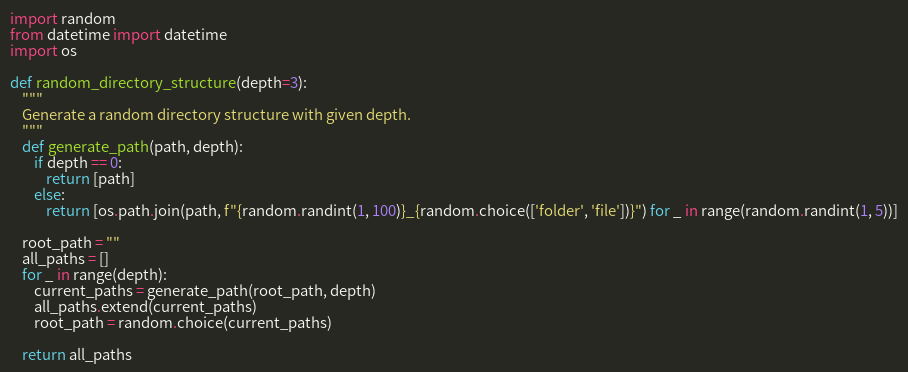 import random
from datetime import datetime
import os

def random_directory_structure(depth=3):
    """
    Generate a random directory structure with given depth.
    """
    def generate_path(path, depth):
        if depth == 0:
            return [path]
        else:
            return [os.path.join(path, f"{random.randint(1, 100)}_{random.choice(['folder', 'file'])}") for _ in range(random.randint(1, 5))]

    root_path = ""
    all_paths = []
    for _ in range(depth):
        current_paths = generate_path(root_path, depth)
        all_paths.extend(current_paths)
        root_path = random.choice(current_paths)

    return all_paths